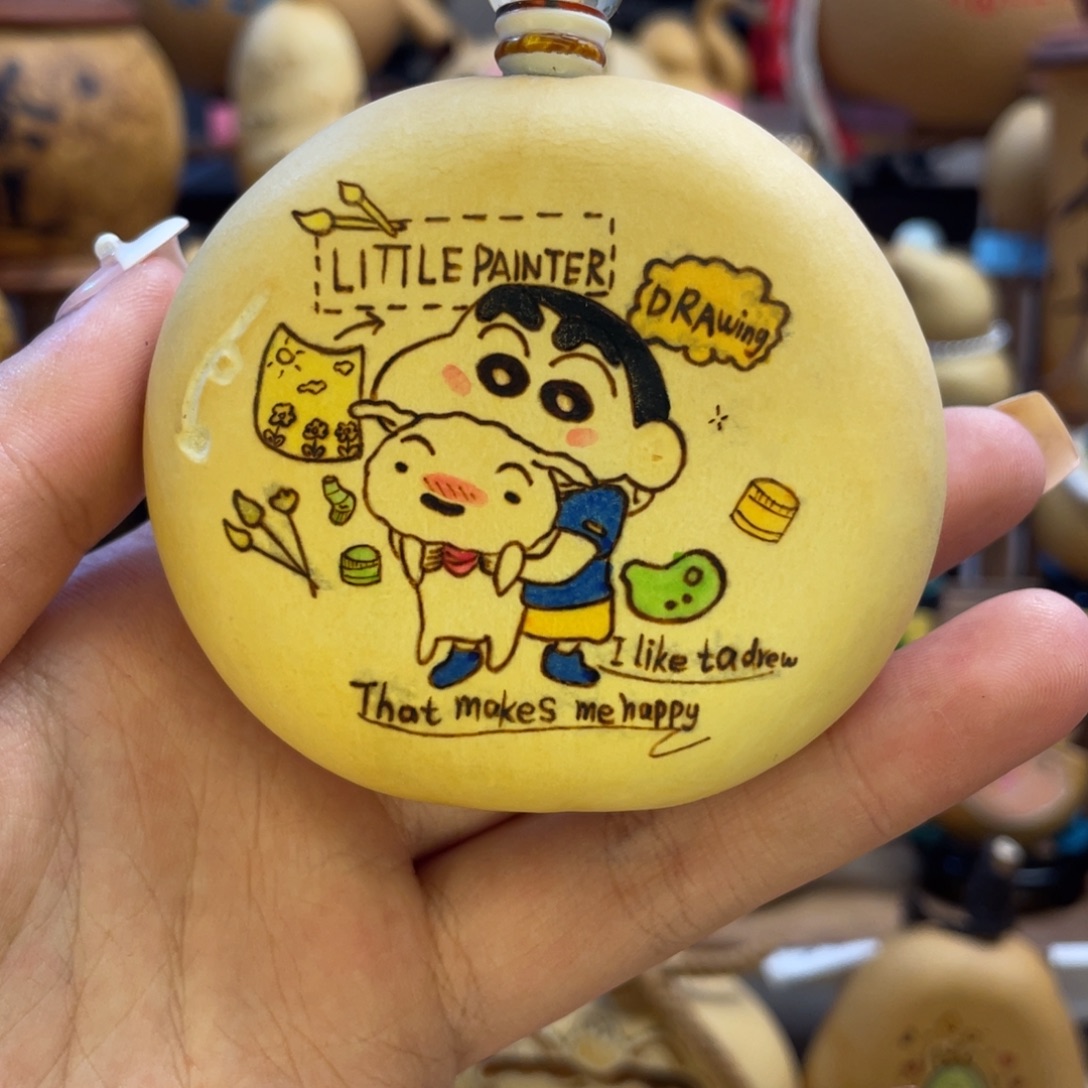 LITTLE PAINTER
DRAwing
I like ta drew
That makes me happy